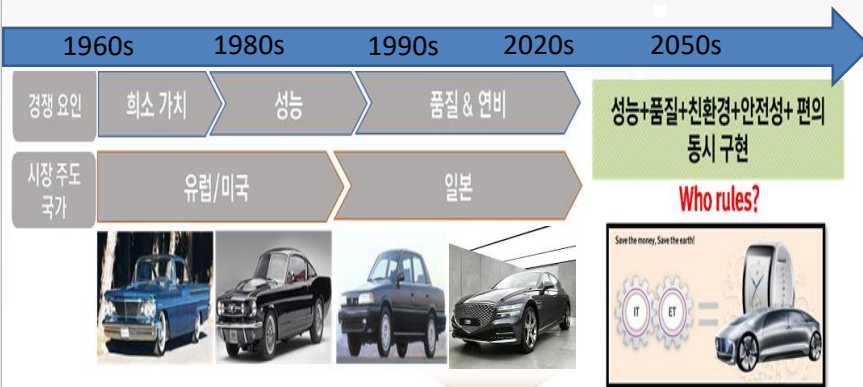 1960s 1980s 1990s 2020s 2050s
경쟁 요인 희소 가치 성능 품질 & 연비
성능+품질+친환경+안전성+ 편의
동시 구현
시장 주도
국가
유럽/미국 일본
Who rules?
Save the money, Save the earth!
IT ET =